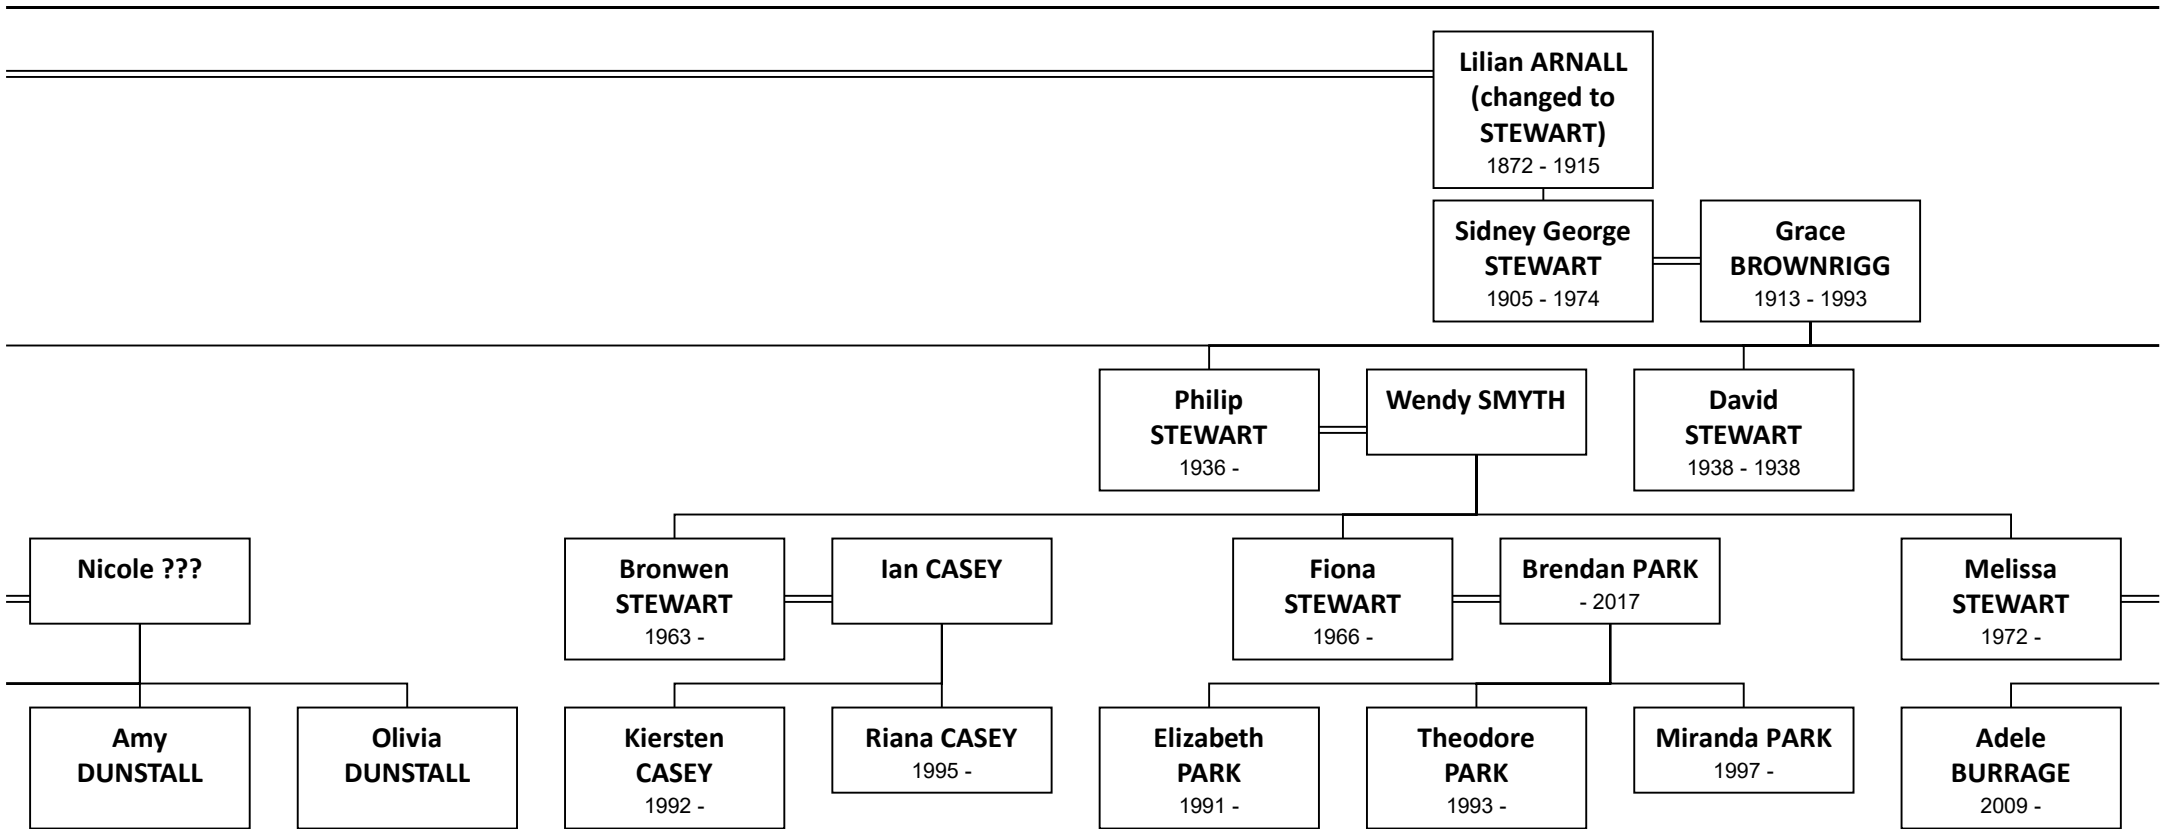 Lilian ARNALL
(changed to
STEWART)
1872 - 1915
Sidney George
STEWART
1905 - 1974
Grace
BROWNRIGG
1913 - 1993
Philip
STEWART
1936 -
Wendy SMYTH
David
STEWART
1938 - 1938
Nicole ???
Bronwen
STEWART
1963 -
Ian CASEY
Fiona
STEWART
1966 -
Brendan PARK
- 2017
Melissa
STEWART
1972 -
Amy
DUNSTALL
Olivia
DUNSTALL
Kiersten
CASEY
1992 -
Riana CASEY
1995 -
Elizabeth
PARK
1991 -
Theodore
PARK
1993 -
Miranda PARK
1997 -
Adele
BURRAGE
2009 -